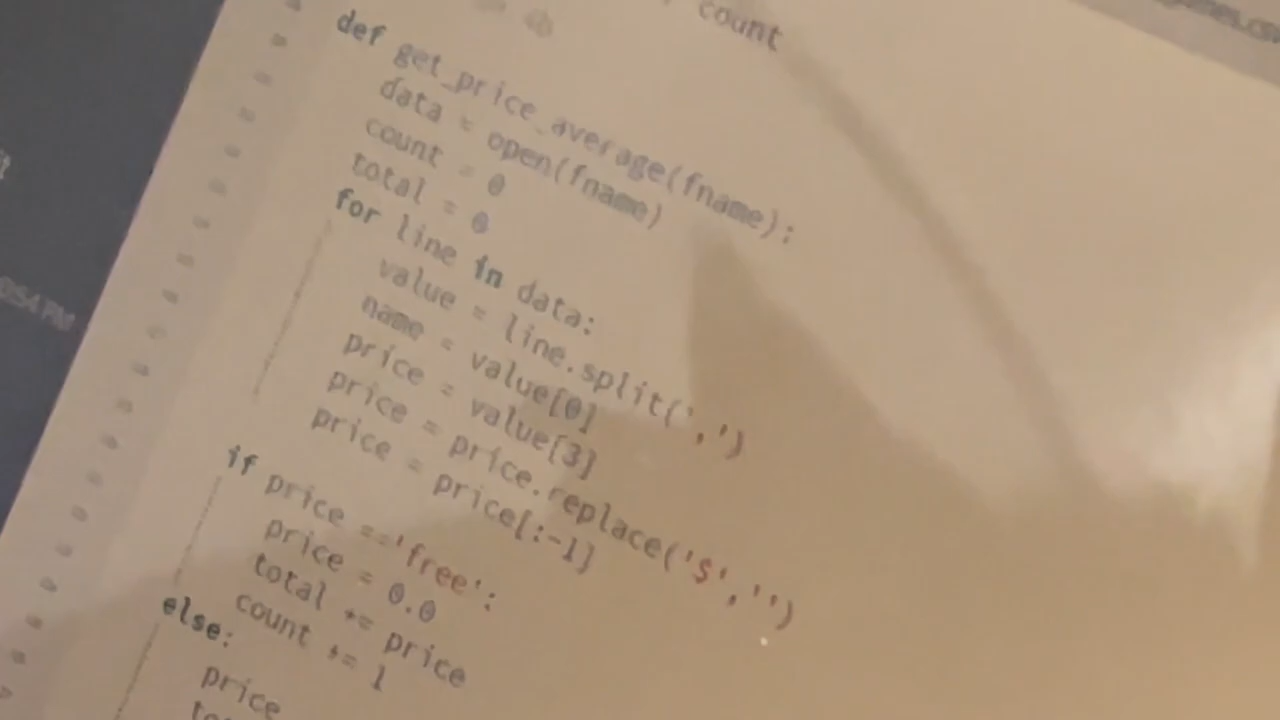 count
def get_price_average(fname):
data = open(fname)
count = 0
total = 0
for line in data:
value = line.split(',')
name = value[0]
price = value[3]
price = price.replace('$','')
price = price[:-1]
if price =='free':
price = 0.0
total += price
count += 1
else:
price